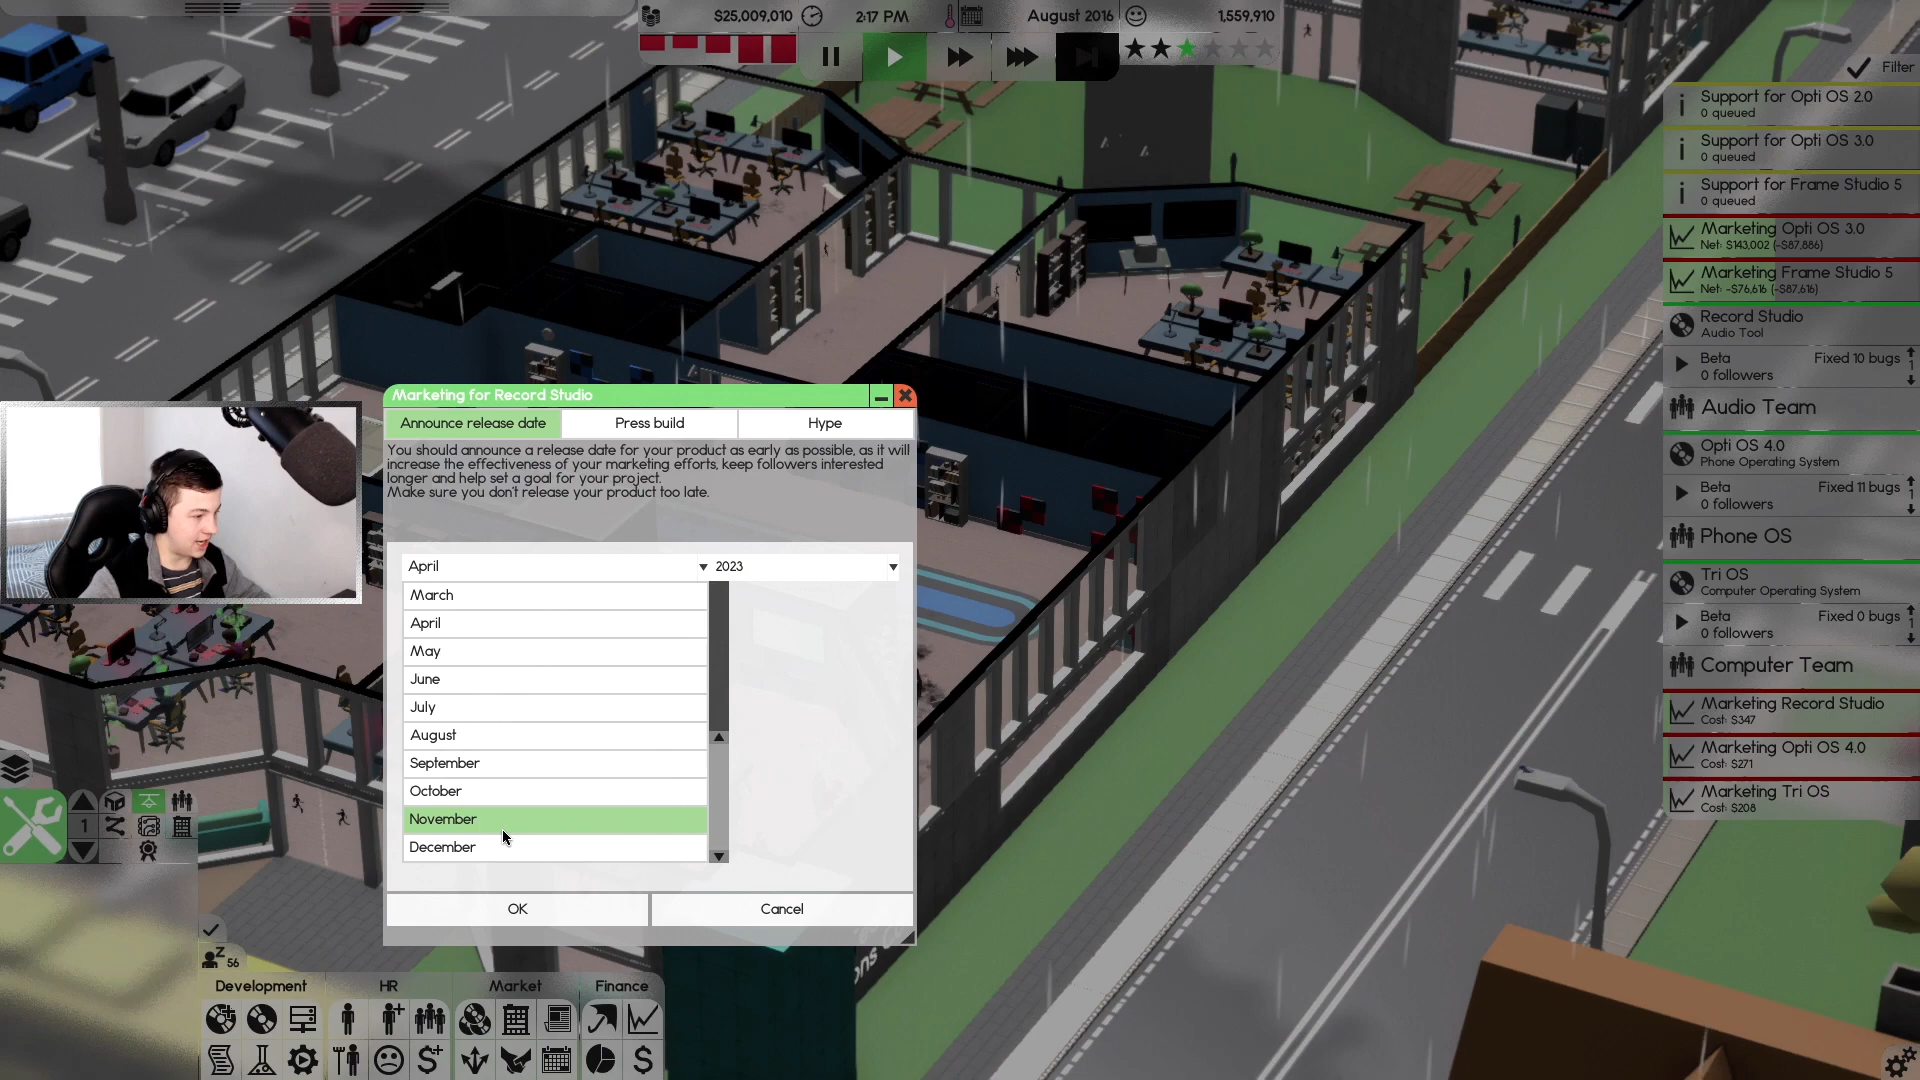 $25,009,010
2:17 PM
August 2016
1,559,910
Filter
Support for Opti OS 2.0
0 queued
Support for Opti OS 3.0
0 queued
Support for Frame Studio 5
0 queued
Marketing Opti OS 3.0
Net: $143,002 (-$87,886)
Marketing Frame Studio 5
Net: -$76,616 (-$87,616)
Record Studio
Audio Tool
Beta
Fixed 10 bugs
0 followers
1
Audio Team
Opti OS 4.0
Phone Operating System
Beta
Fixed 11 bugs
0 followers
1
Phone OS
Tri OS
Computer Operating System
Beta
Fixed 0 bugs
0 followers
1
Computer Team
Marketing Record Studio
Cost: $347
Marketing Opti OS 4.0
Cost: $271
Marketing Tri OS
Cost: $208
Marketing for Record Studio
Announce release date
Press build
Hype
You should announce a release date for your product as early as possible, as it will
increase the effectiveness of your marketing efforts, keep followers interested
longer and help set a goal for your project.
Make sure you don't release your product too late.
April
2023
March
April
May
June
July
August
September
October
November
December
OK
Cancel
1
Z
56
Development
HR
Market
Finance